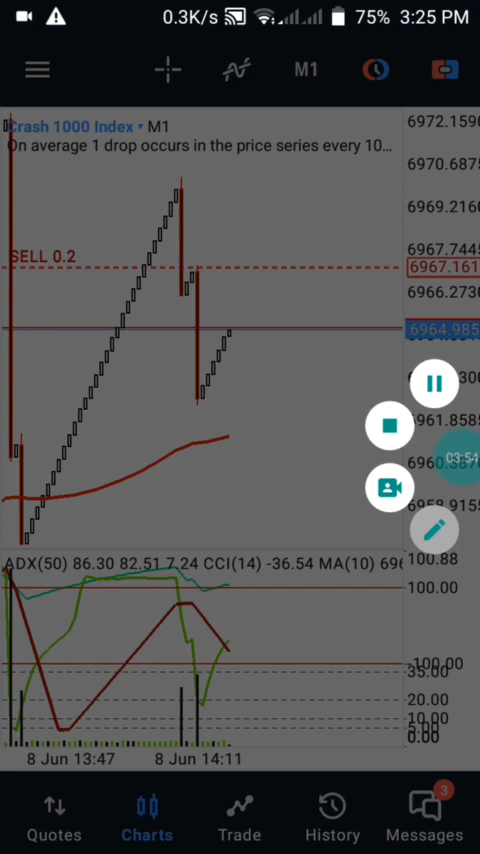 0.3K/s 75% 3:25 PM
M1
Crash 1000 Index ▾ M1
On average 1 drop occurs in the price series every 10…
6972.1590
6970.6875
6969.2160
6967.7445
SELL 0.2
6967.161
6966.2730
6964.985
6961.8585
03:54
6960.3870
6958.9155
ADX(50) 86.30 82.51 7.24 CCI(14) -36.54 MA(10) 696
100.88
100.00
-100.00
35.00
20.00
10.00
5.00
0.00
8 Jun 13:47 8 Jun 14:11
3
Quotes Charts Trade History Messages